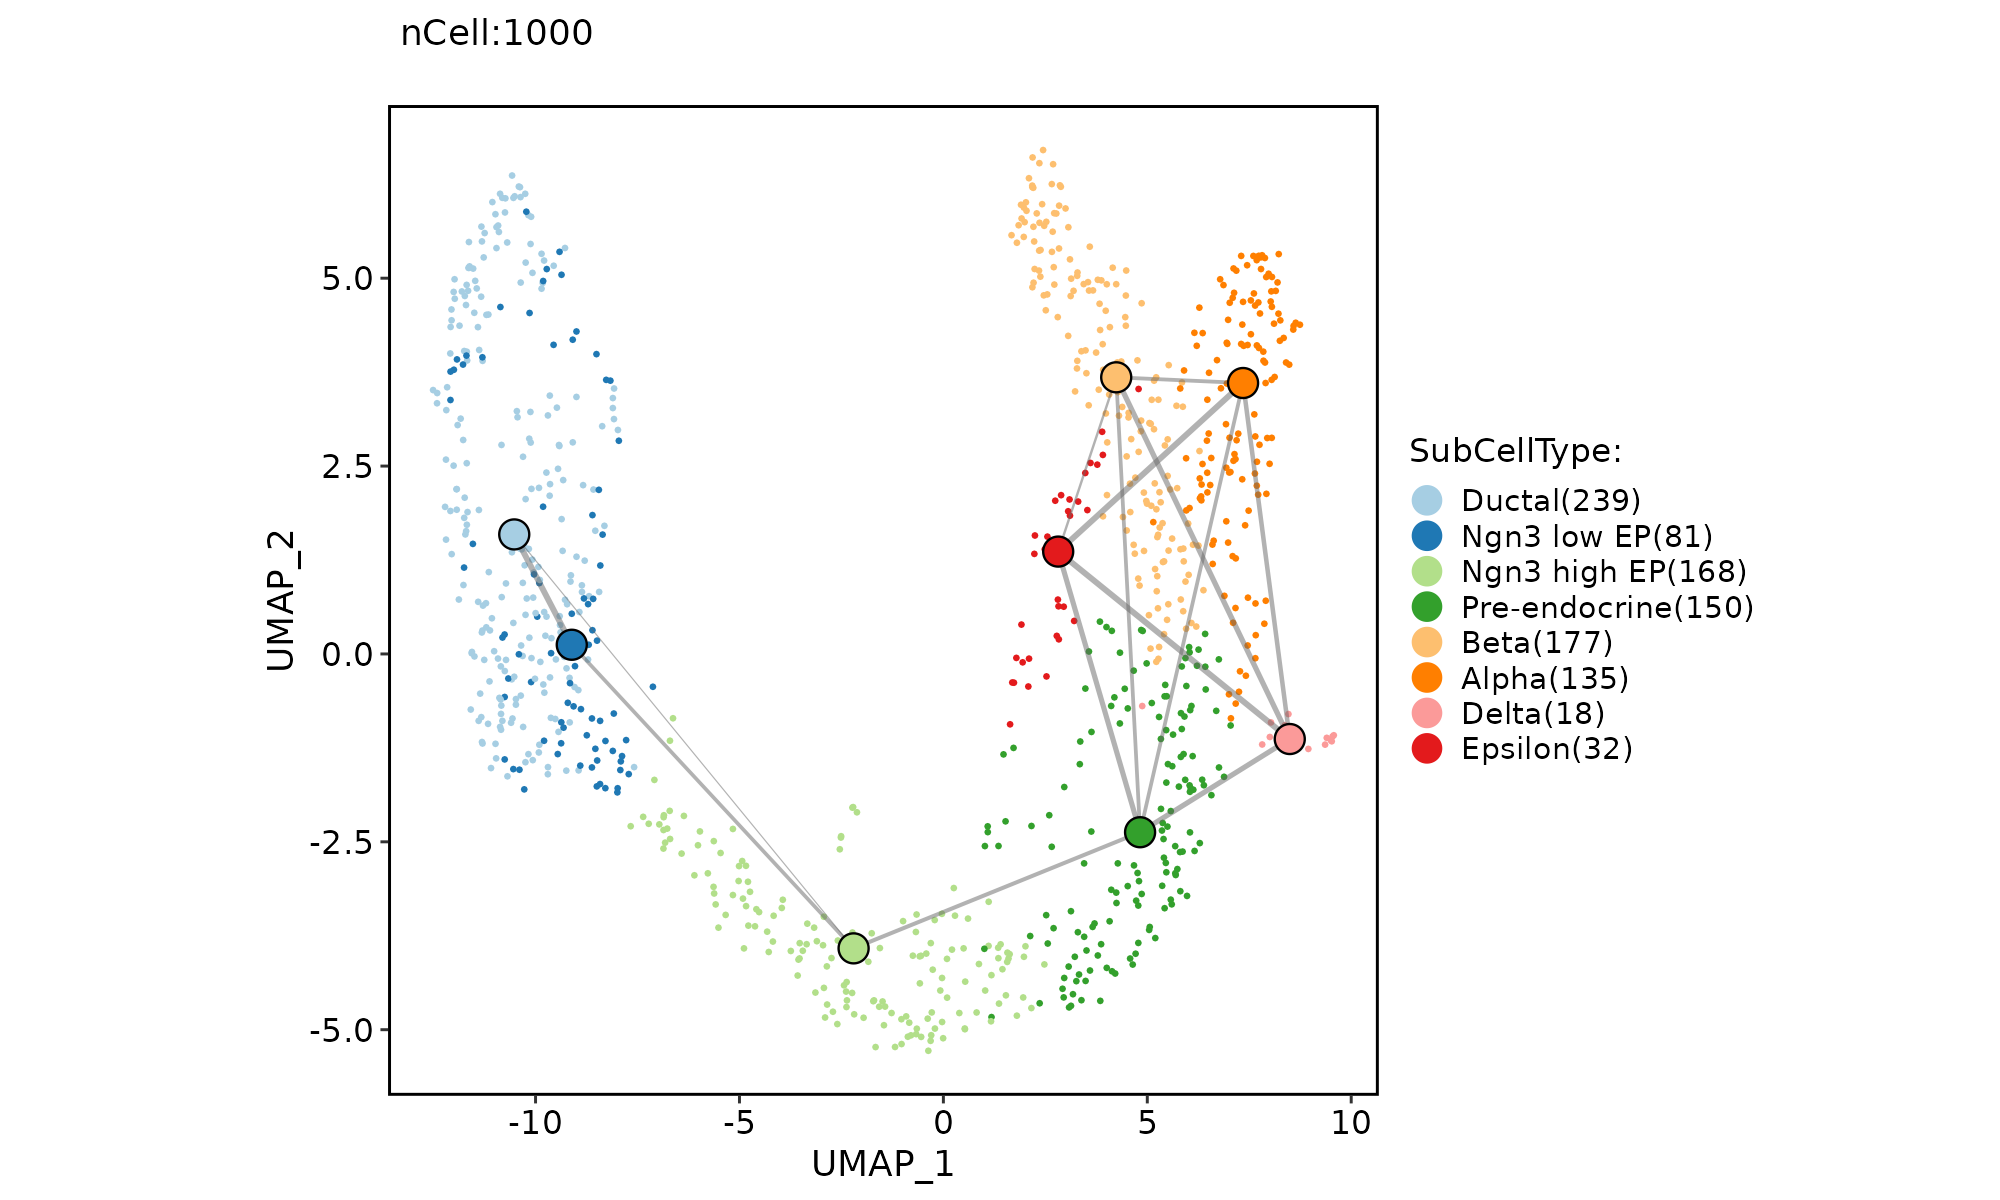 nCell:1000
UMAP_2
5.0
2.5
0.0
-2.5
-5.0
-10
-5
0
5
10
UMAP_1
SubCellType:
Ductal(239)
Ngn3 low EP(81)
Ngn3 high EP(168)
Pre-endocrine(150)
Beta(177)
Alpha(135)
Delta(18)
Epsilon(32)